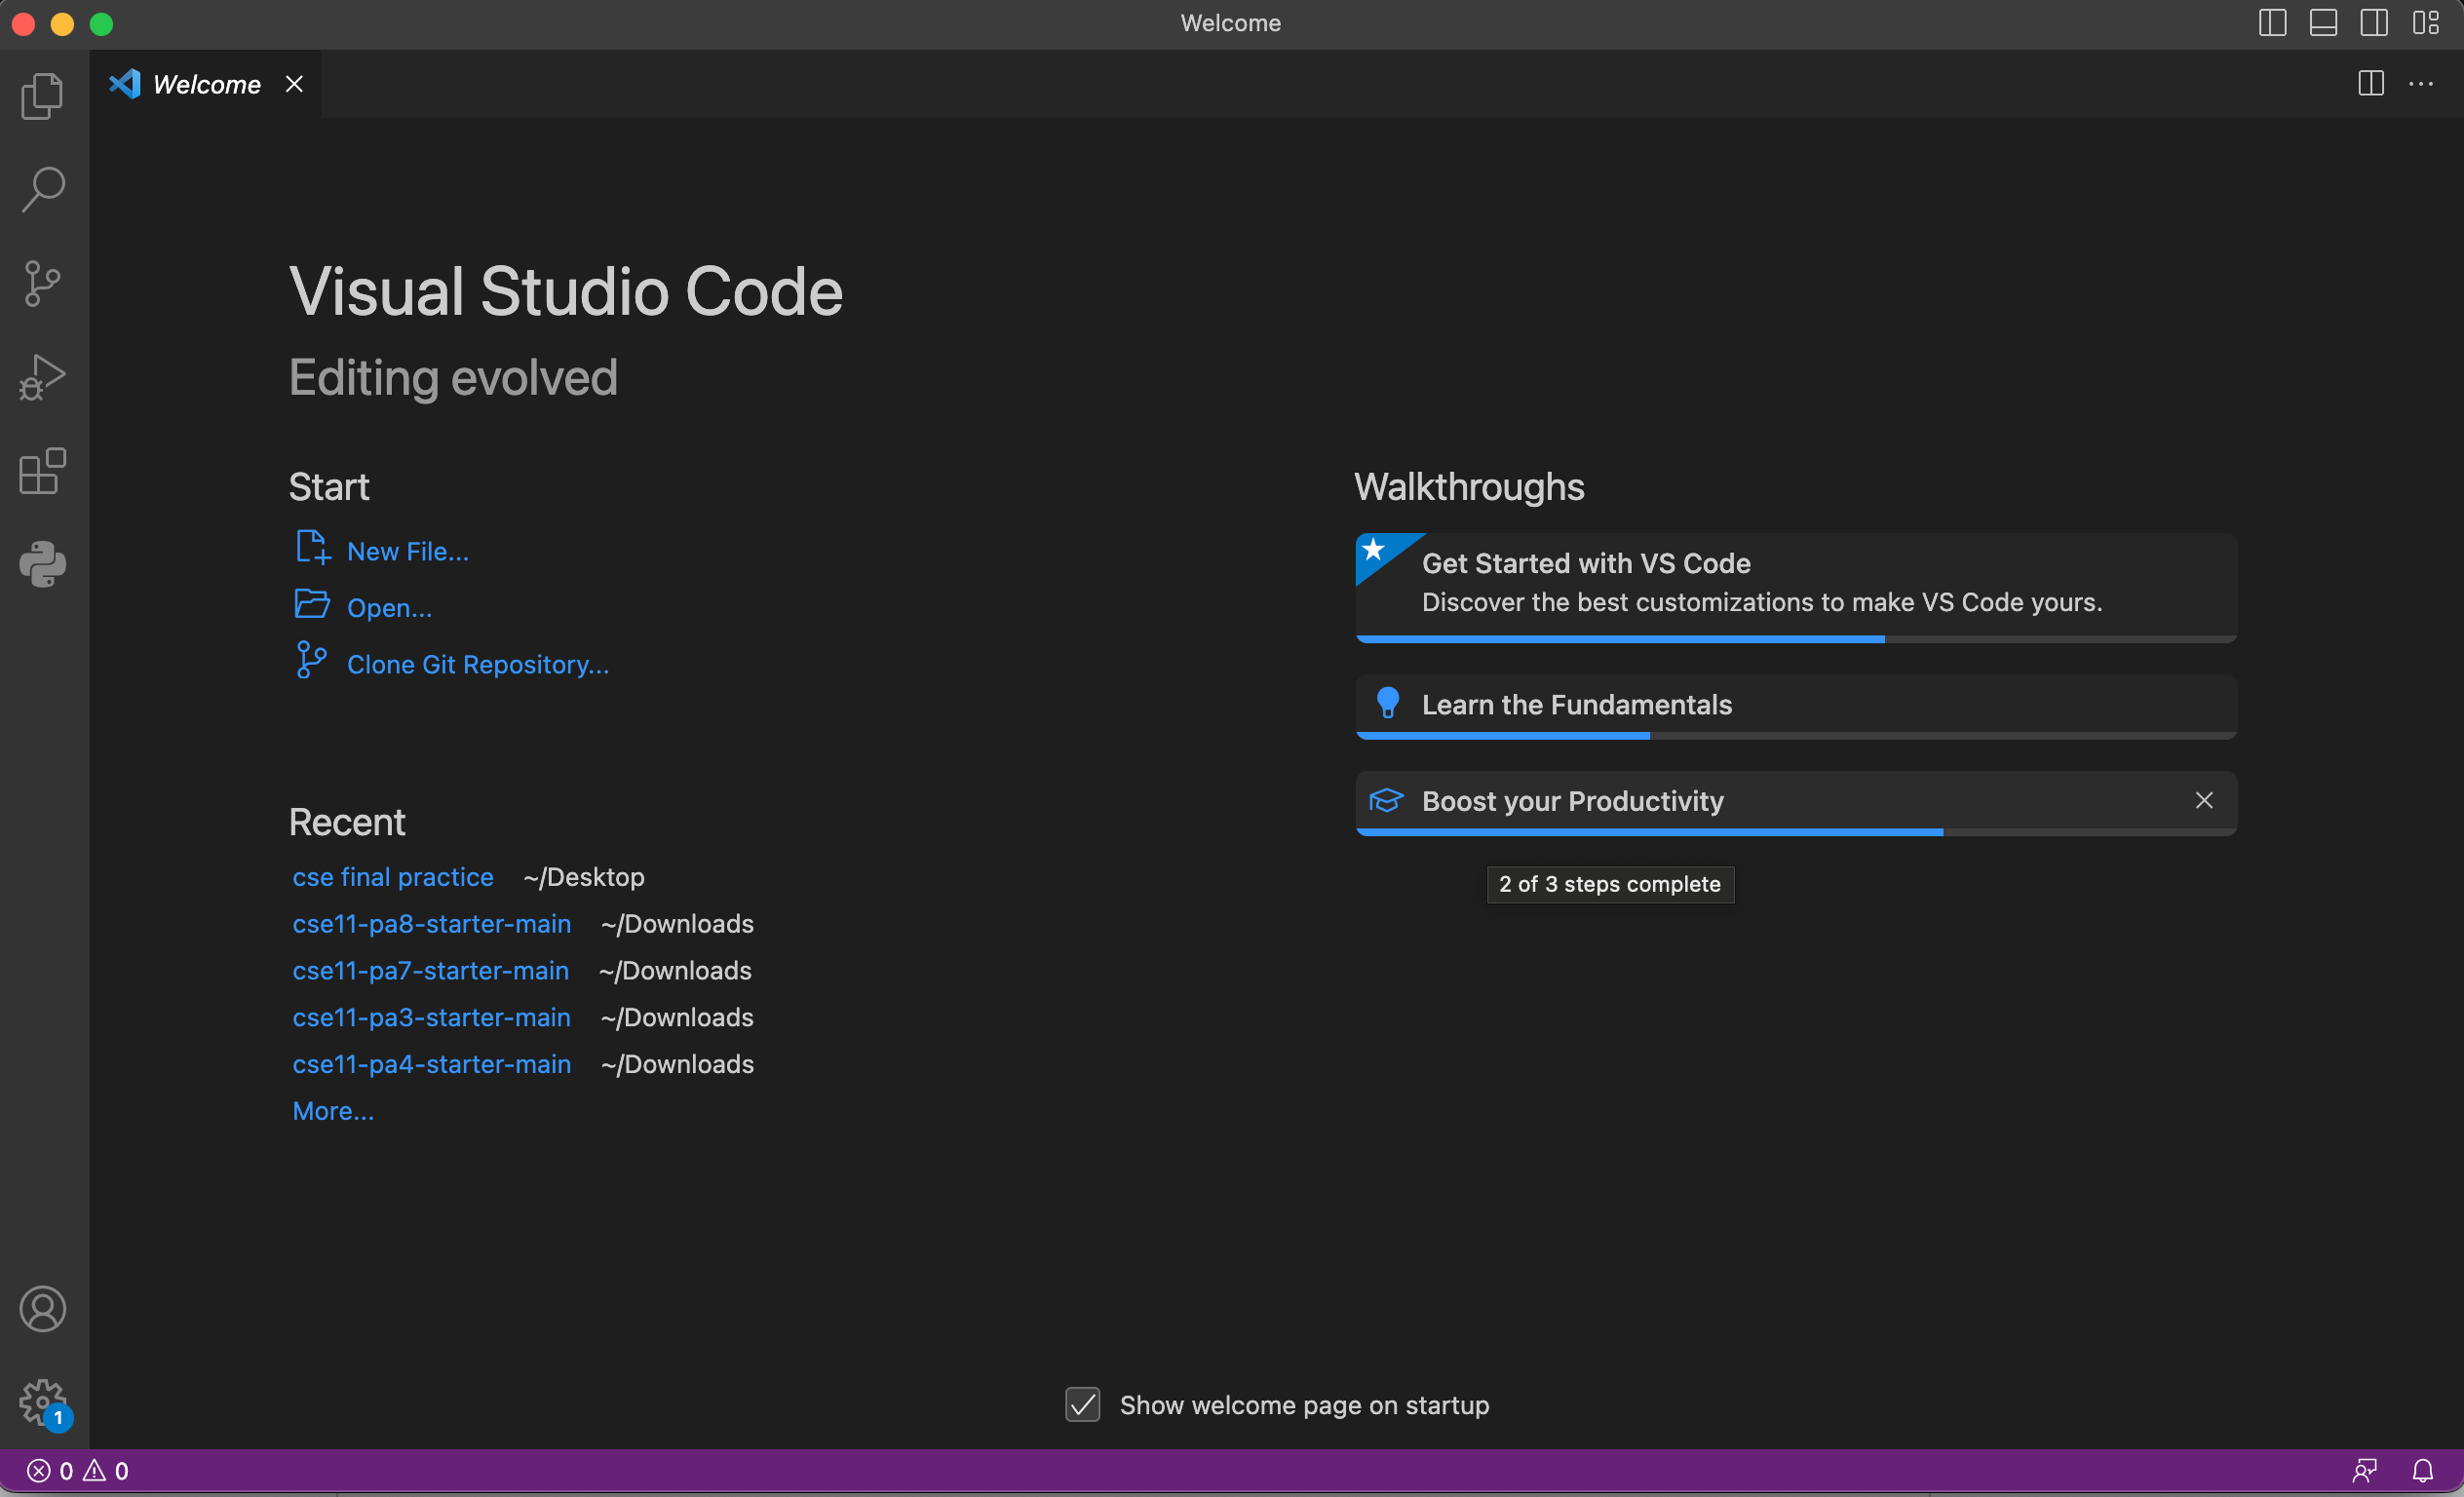 Welcome
Welcome
Visual Studio Code
Editing evolved
Start
New File...
Open...
Clone Git Repository...
Recent
cse final practice ~/Desktop
cse11-pa8-starter-main ~/Downloads
cse11-pa7-starter-main ~/Downloads
cse11-pa3-starter-main ~/Downloads
cse11-pa4-starter-main ~/Downloads
More...
Walkthroughs
Get Started with VS Code
Discover the best customizations to make VS Code yours.
Learn the Fundamentals
Boost your Productivity
2 of 3 steps complete
Show welcome page on startup
1
0 0